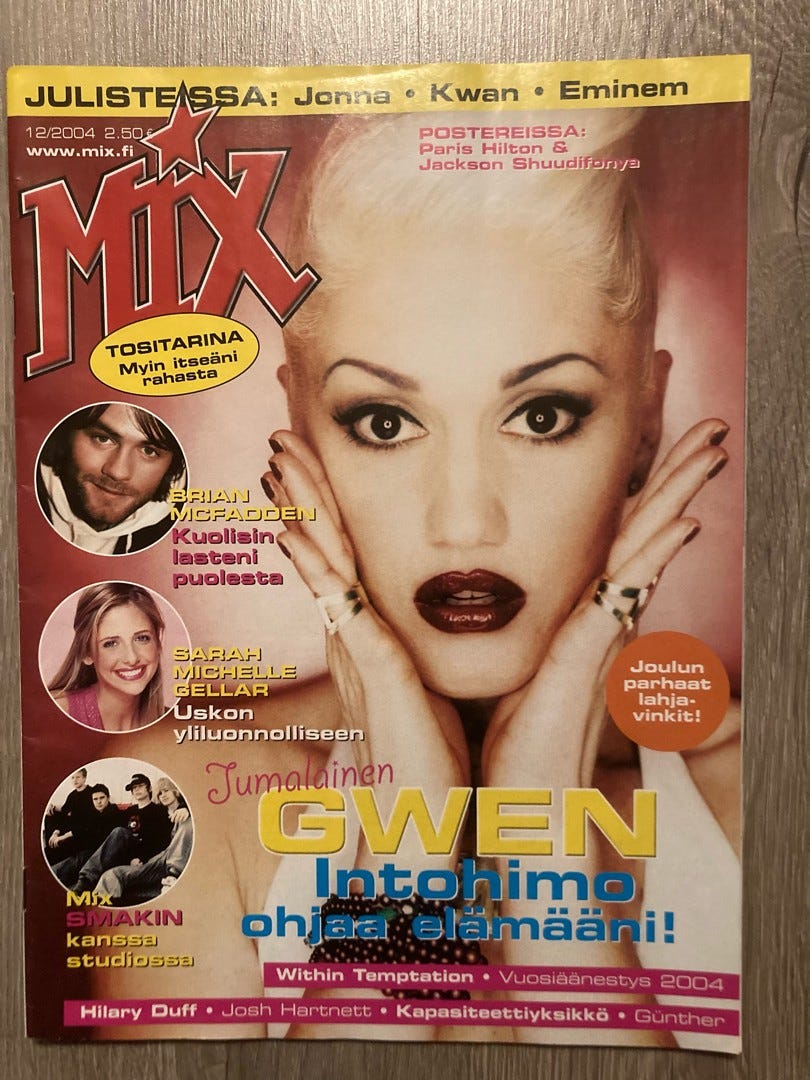 JULISTEISSA: Jonna • Kwan • Eminem
12/2004 2.50€
www.mix.fi
POSTEREISSA:
Paris Hilton &
Jackson Shuudifonya
MIX
TOSITARINA
Myin itseäni
rahasta
BRIAN
MCFADDEN
Kuolisin
lasteni
puolesta
SARAH
MICHELLE
GELLAR
Uskon
yliluonnolliseen
Joulun
parhaat
lahja-
vinkit!
Jumalainen
GWEN
Intohimo
ohjaa elämääni!
Mix
SMAKIN
kanssa
studiossa
Within Temptation • Vuosiäänestys 2004
Hilary Duff • Josh Hartnett • Kapasiteettiyksikkö • Günther